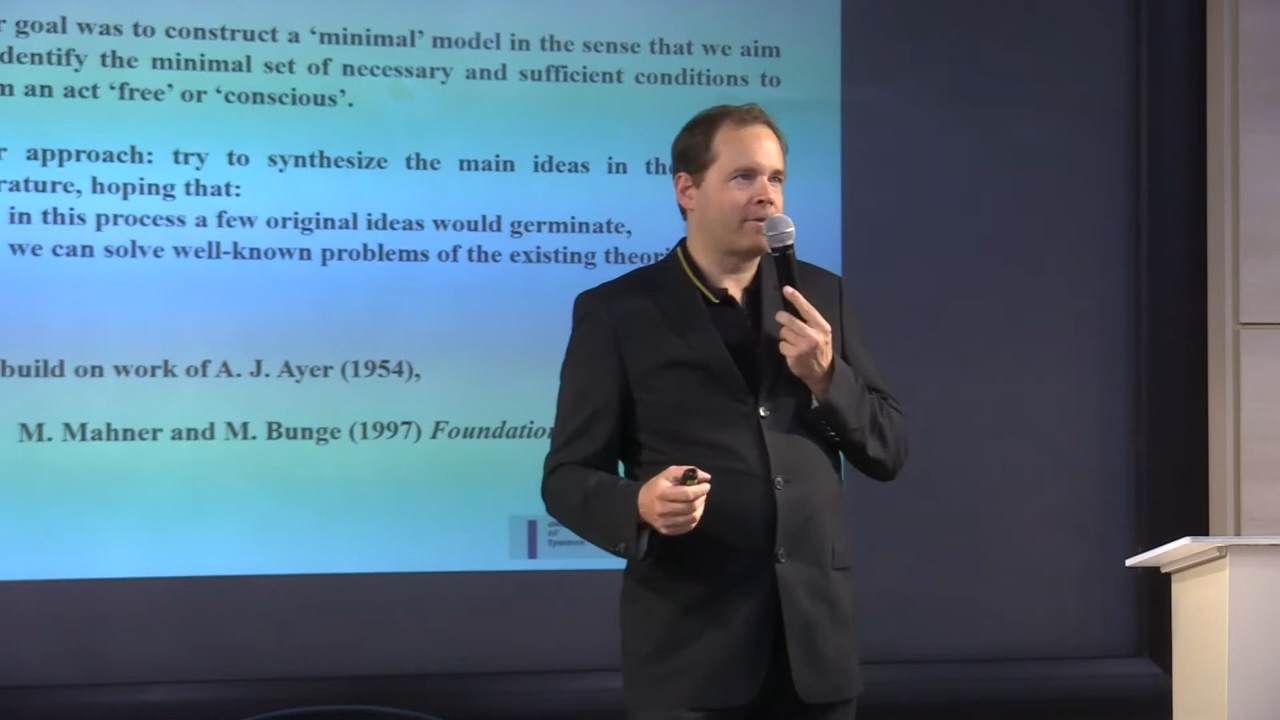 r goal was to construct a ‘minimal’ model in the sense that we aim
dentify the minimal set of necessary and sufficient conditions to
m an act ‘free’ or ‘conscious’.
r approach: try to synthesize the main ideas in the
rature, hoping that:
in this process a few original ideas would germinate,
we can solve well-known problems of the existing theori
build on work of A. J. Ayer (1954),
M. Mahner and M. Bunge (1997) Foundation
of